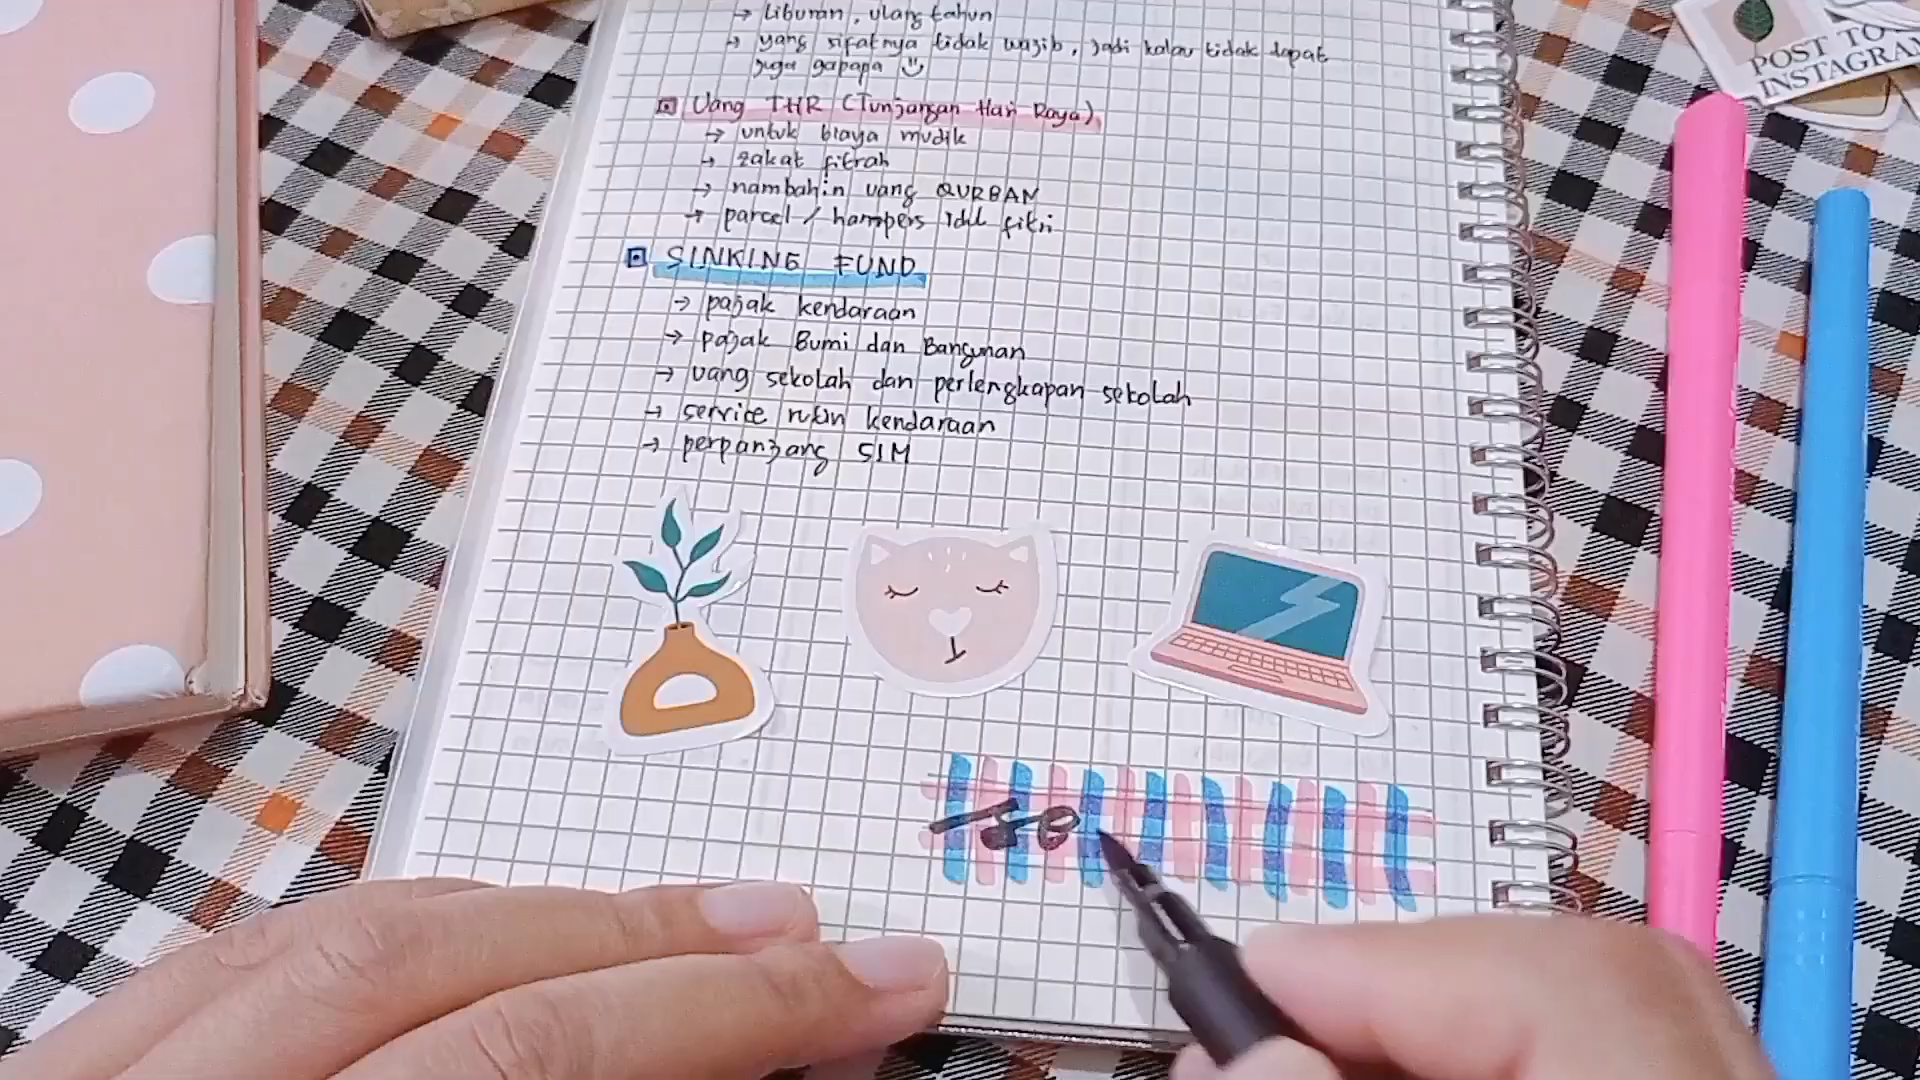 → liburan, ulang tahun
→ yang sifatnya tidak wajib, jadi kalau tidak dapat
juga gapapa
Uang THR (Tunjangan Hari Raya)
→ untuk biaya mudik
→ zakat fitrah
→ nambahin uang QURBAN
→ parcel / hampers Idul fitri
SINKING FUND
→ pajak kendaraan
→ pajak Bumi dan Bangunan
→ uang sekolah dan perlengkapan sekolah
→ service rutin kendaraan
→ perpanjang SIM
se
POST TO
INSTAGRAM